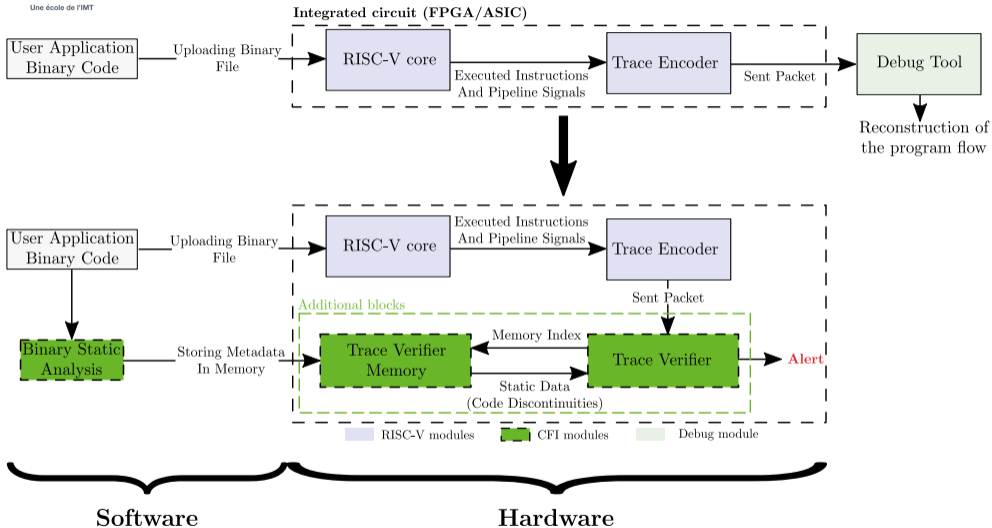 Une école de l'IMT
Integrated circuit (FPGA/ASIC)
User Application
Binary Code
Uploading Binary
File
RISC-V core
Executed Instructions
And Pipeline Signals
Trace Encoder
Sent Packet
Debug Tool
Reconstruction of
the program flow
User Application
Binary Code
Uploading Binary
File
RISC-V core
Executed Instructions
And Pipeline Signals
Trace Encoder
Sent Packet
Additional blocks
Binary Static
Analysis
Storing Metadata
In Memory
Trace Verifier
Memory
Memory Index
Static Data
(Code Discontinuities)
Trace Verifier
Alert
RISC-V modules
CFI modules
Debug module
Software
Hardware